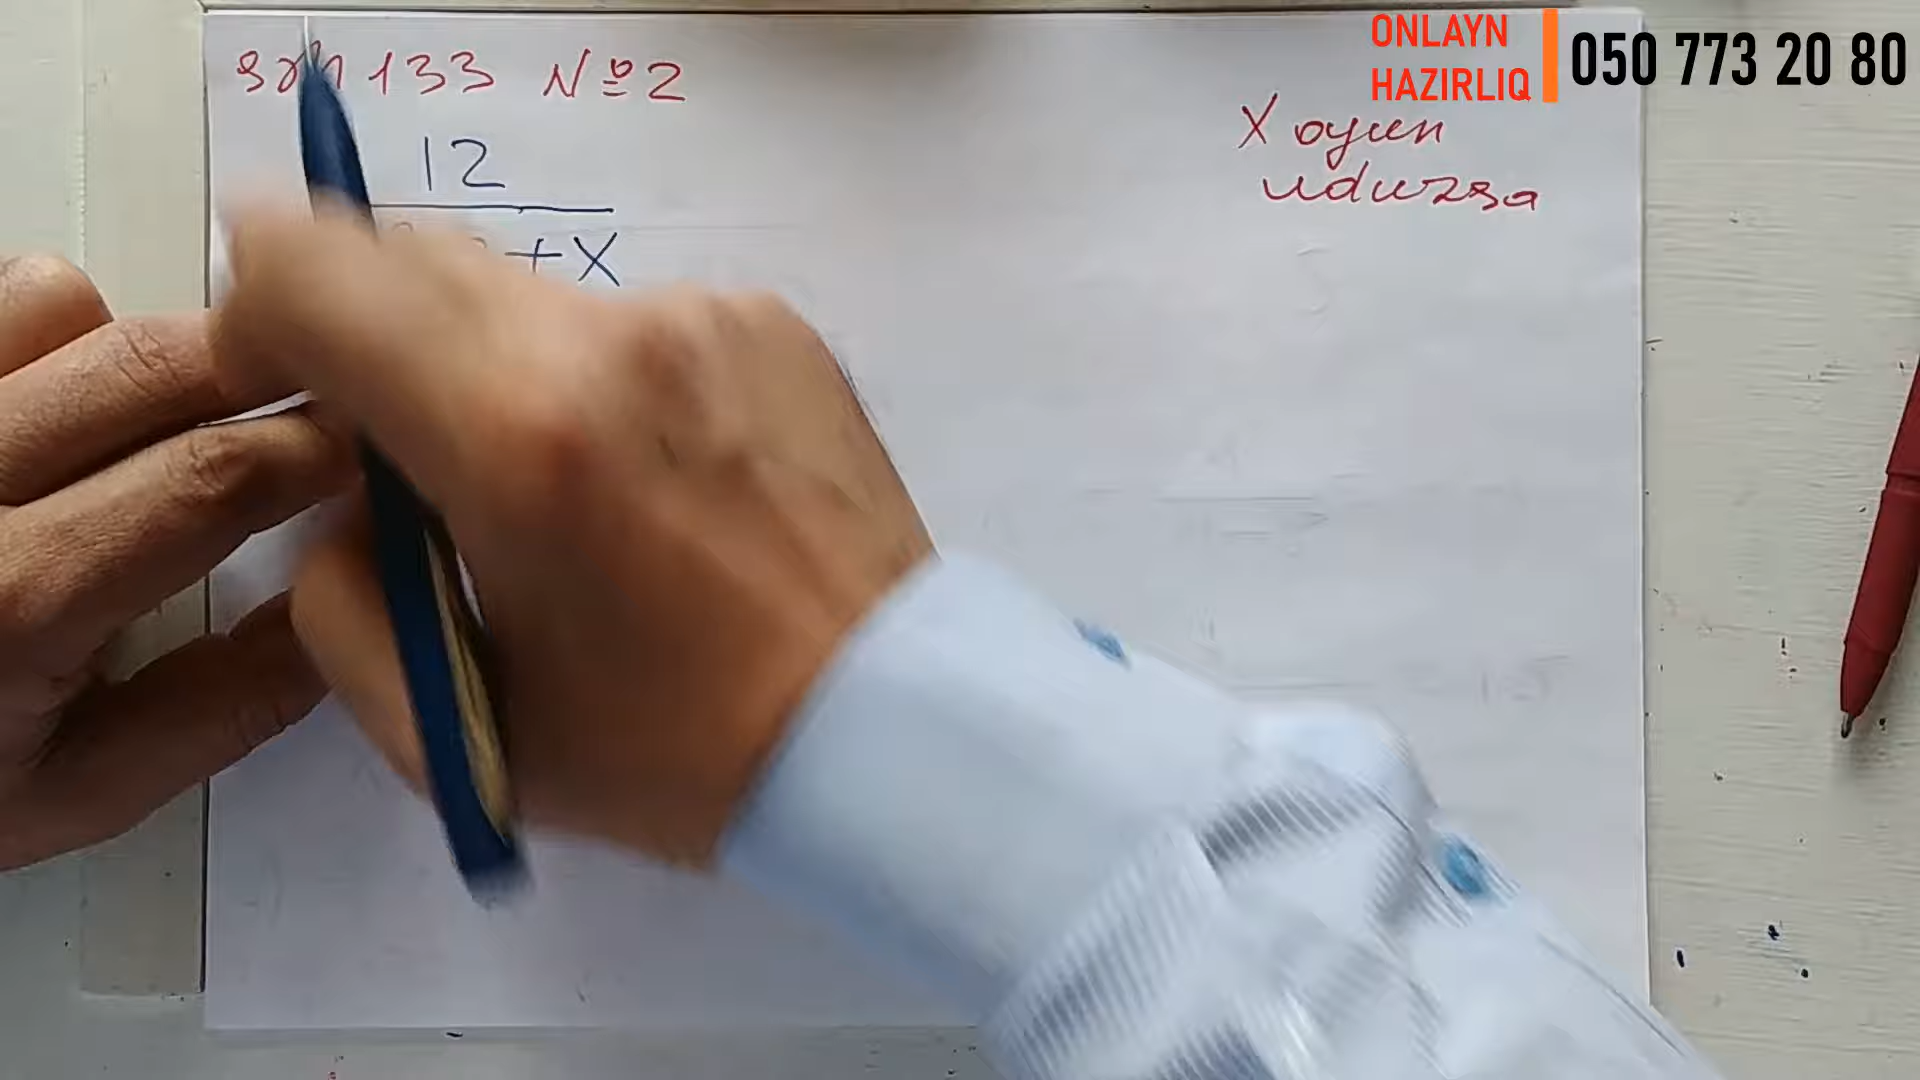 ONLAYN
HAZIRLIQ
050 773 20 80
səh 133 №2
12
+X
X oyun
uduzsa